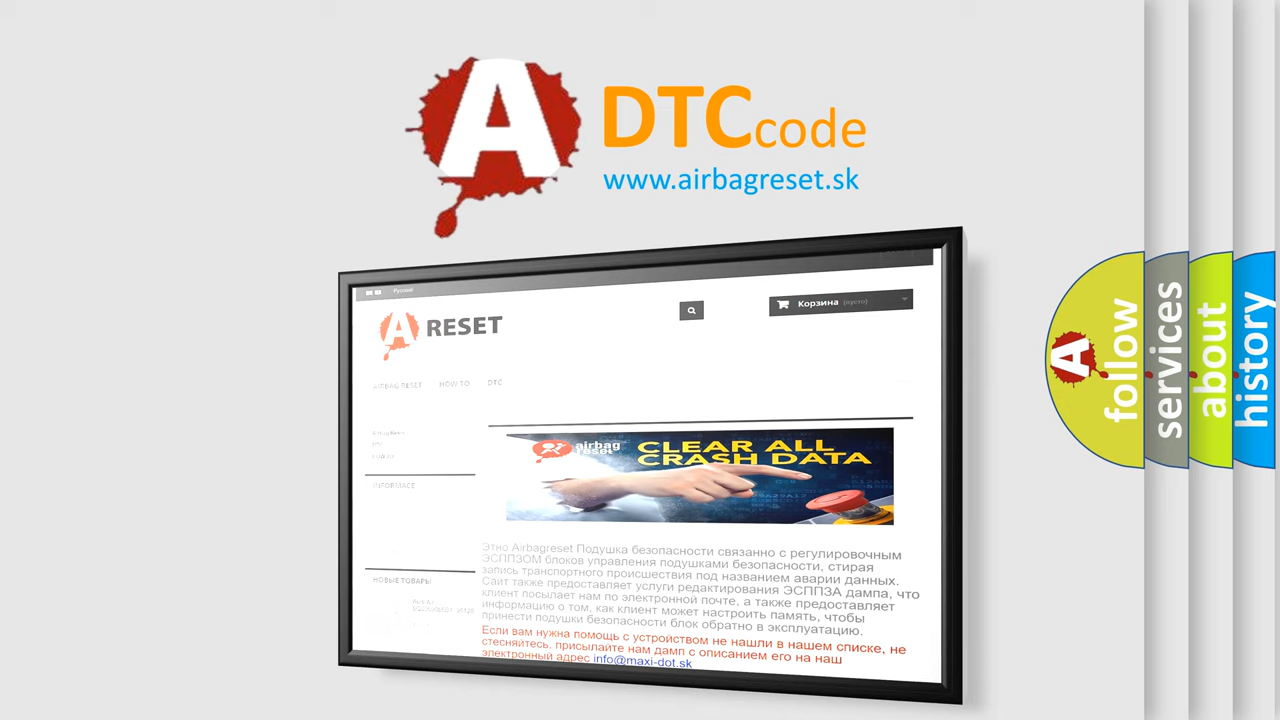 A
DTC code
www.airbagreset.sk
Русский
A RESET
Корзина (пусто)
AIRBAG RESET HOW TO DTC
INFORMACE
НОВЫЕ ТОВАРЫ
airbag
reset
CLEAR ALL
CRASH DATA
Этно Airbagreset Подушка безопасности связанно с регулировочным
ЭСППЗОМ блоков управления подушками безопасности, стирая
запись транспортного происшествия под названием аварии данных.
Сайт также предоставляет услуги редактирования ЭСППЗА дампа, что
клиент посылает нам по электронной почте, а также предоставляет
информацию о том, как клиент может настроить память, чтобы
принести подушки безопасности блок обратно в эксплуатацию.
Если вам нужна помощь с устройством не нашли в нашем списке, не
стесняйтесь, присылайте нам дамп с описанием его на наш
электронный адрес info@maxi-dot.sk
A
follow
services
about
history